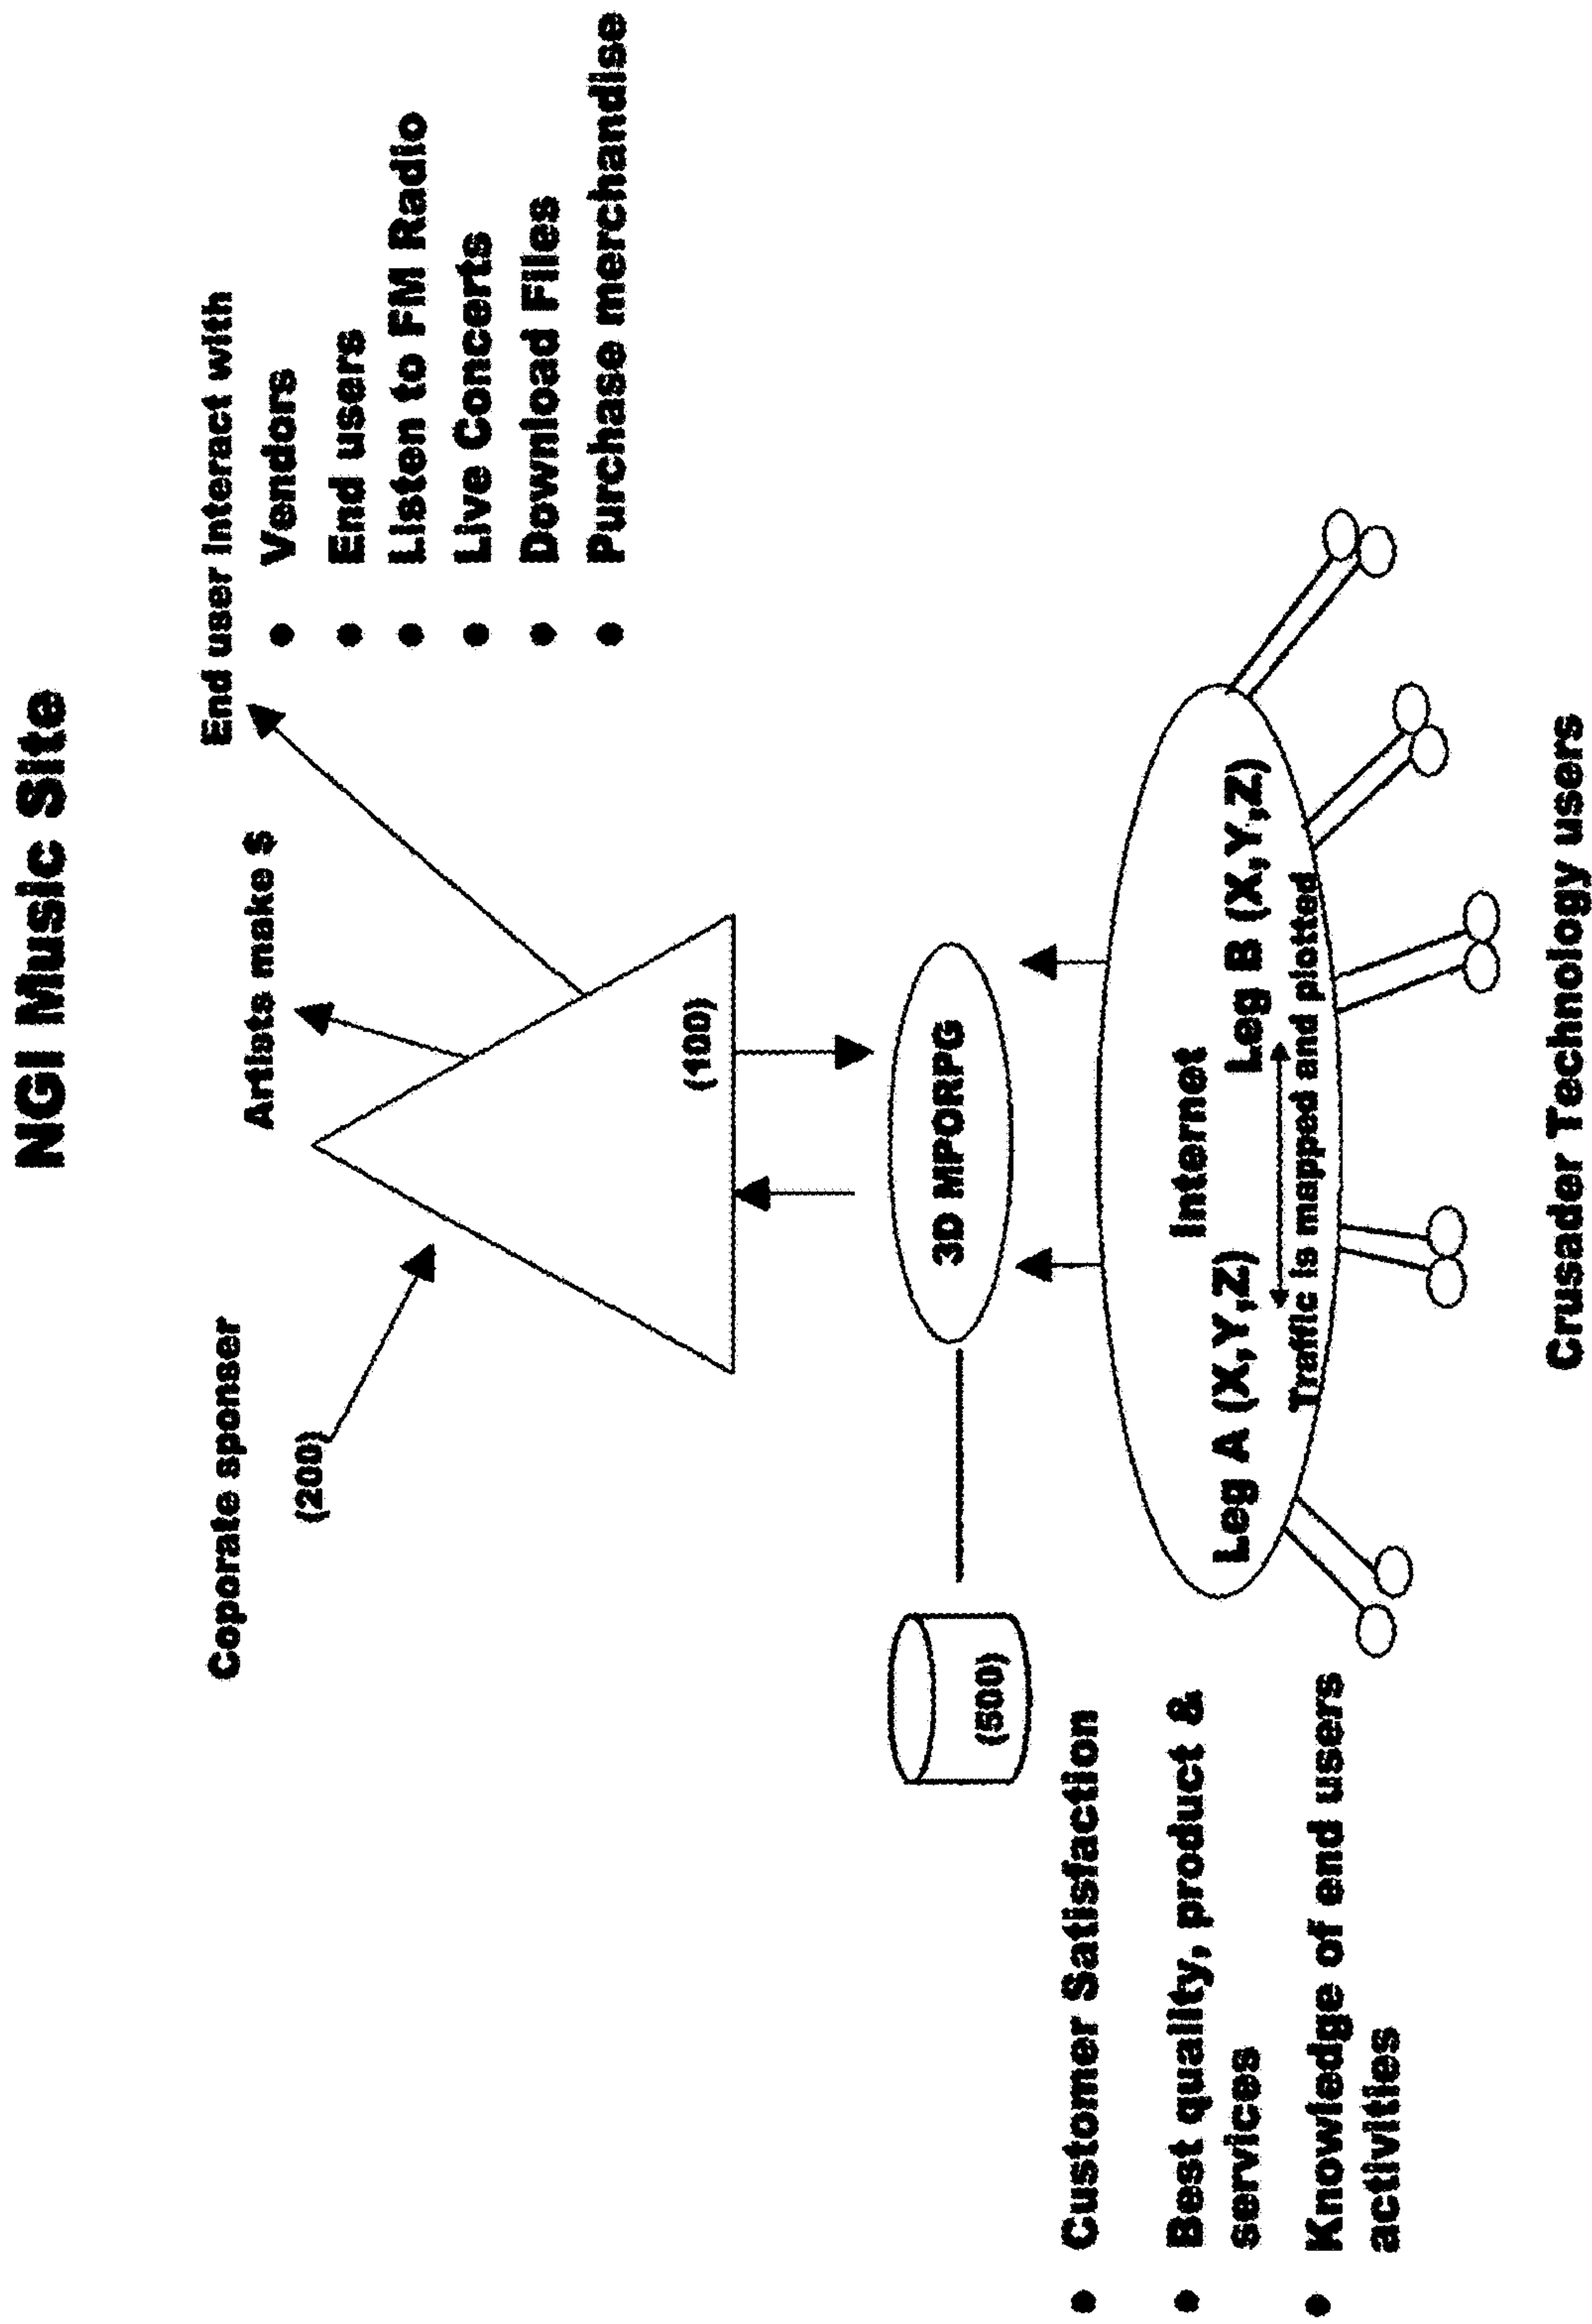 NGI Music Site
Coporate sponser
(200)
Artists make $
End user interact with
• Vendors
• End users
• Listen to FM Radio
• Live Concerts
• Download Files
• Purchase merchandise
(100)
3D MPORPG
(500)
• Customer Satisfaction
• Best quality, product &
services
• Knowledge of end users
activities
Internet
Leg A (X,Y,Z)
Leg B (X,Y,Z)
Traffic is mapped and plotted
Crusader Technology users